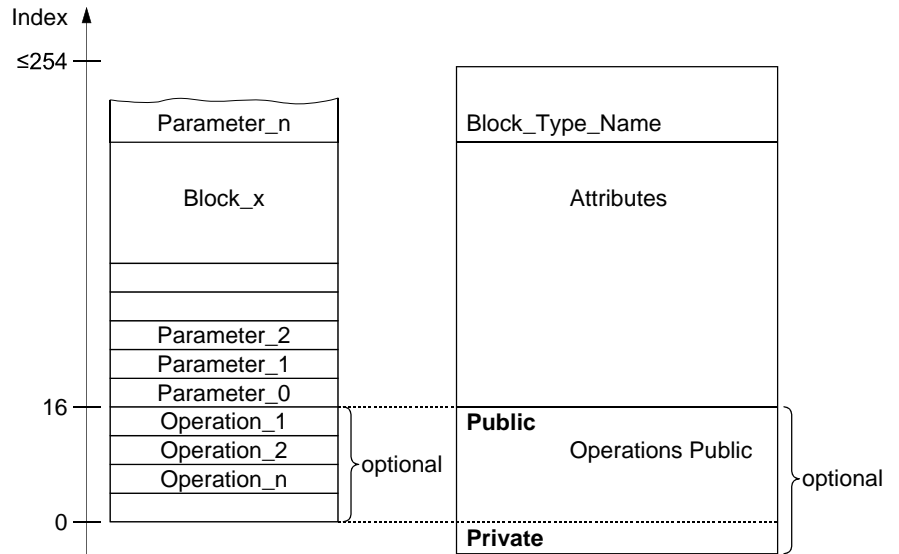 Index
≤254
Parameter_n
Block_Type_Name
Block_x
Attributes
Parameter_2
Parameter_1
Parameter_0
16
Operation_1
Public
Operation_2
Operations Public
optional
Operation_n
optional
0
Private